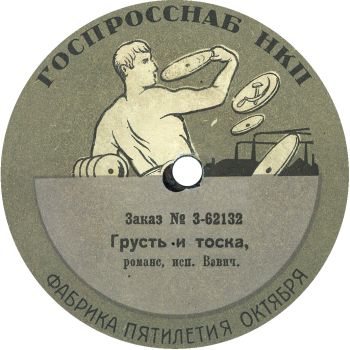 ГОСПРОССНАБ НКП
Заказ № 3-62132
Грусть и тоска,
романс, исп. Вавич.
ФАБРИКА ПЯТИЛЕТИЯ ОКТЯБРЯ